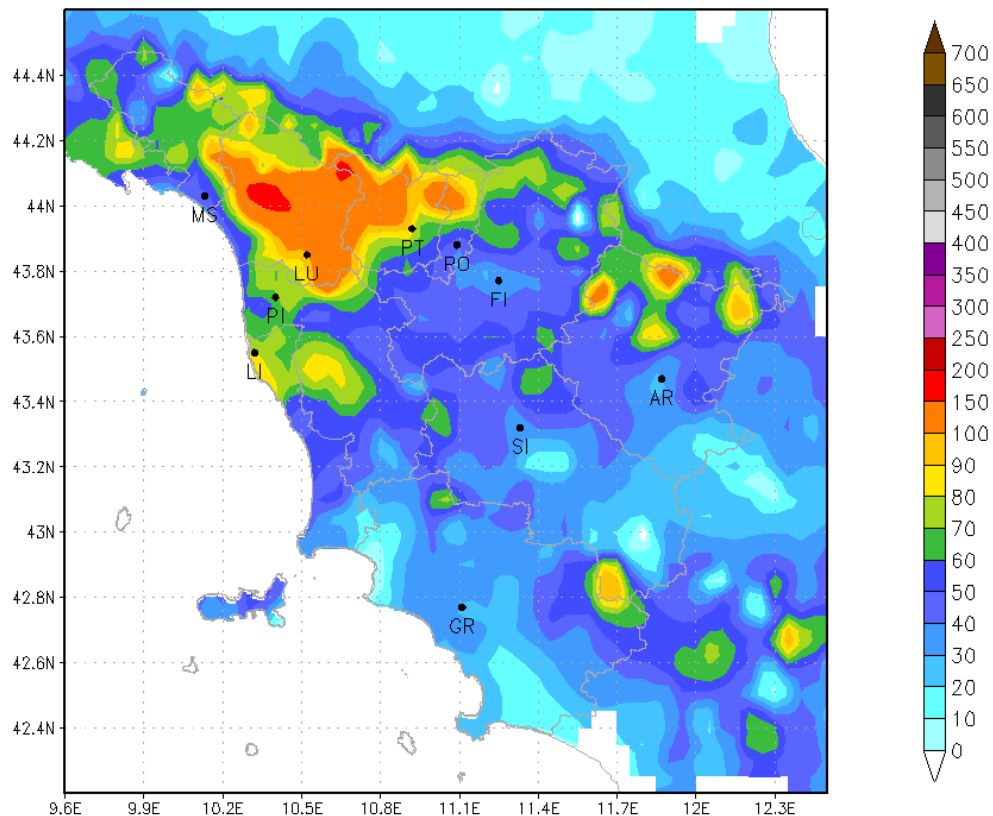 700
650
600
550
500
450
400
350
300
250
200
150
100
90
80
70
60
50
40
30
20
10
0
44.4N
44.2N
44N
43.8N
43.6N
43.4N
43.2N
43N
42.8N
42.6N
42.4N
MS
LU
PT
PO
FI
PI
LI
AR
SI
GR
9.6E 9.9E 10.2E 10.5E 10.8E 11.1E 11.4E 11.7E 12E 12.3E